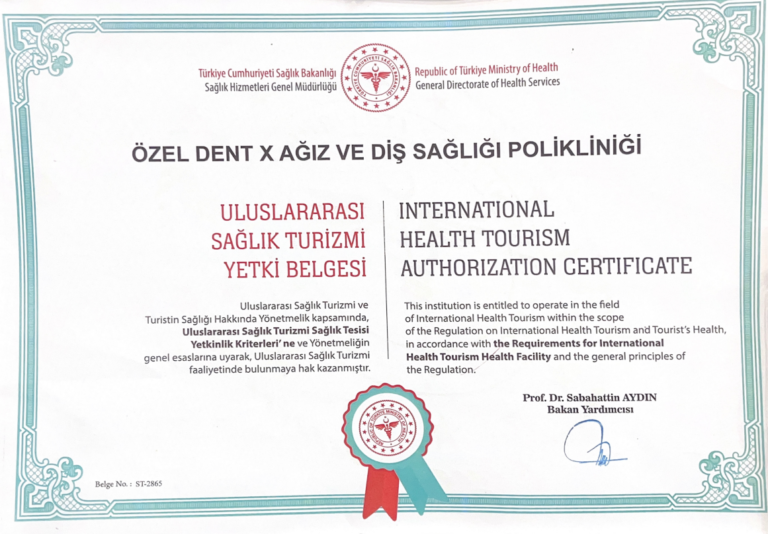 Türkiye Cumhuriyeti Sağlık Bakanlığı
Sağlık Hizmetleri Genel Müdürlüğü
Republic of Türkiye Ministry of Health
General Directorate of Health Services
ÖZEL DENT X AĞIZ VE DİŞ SAĞLIĞI POLİKLİNİĞİ
ULUSLARARASI
SAĞLIK TURİZMİ
YETKİ BELGESİ
INTERNATIONAL
HEALTH TOURISM
AUTHORIZATION CERTIFICATE
Uluslararası Sağlık Turizmi ve
Turistin Sağlığı Hakkında Yönetmelik kapsamında,
Uluslararası Sağlık Turizmi Sağlık Tesisi
Yetkinlik Kriterleri' ne ve Yönetmeliğin
genel esaslarına uyarak, Uluslararası Sağlık Turizmi
faaliyetinde bulunmaya hak kazanmıştır.
This institution is entitled to operate in the field
of International Health Tourism within the scope
of the Regulation on International Health Tourism and Tourist's Health,
in accordance with the Requirements for International
Health Tourism Health Facility and the general principles of
the Regulation.
Prof. Dr. Sabahattin AYDIN
Bakan Yardımcısı
Belge No. : ST-2865